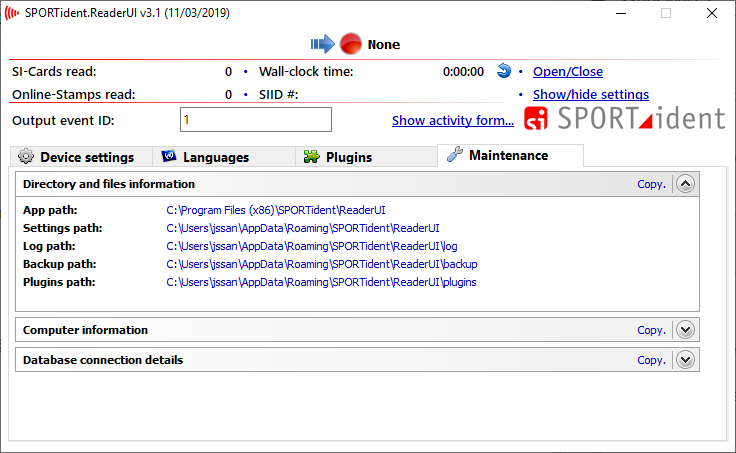 SPORTident.ReaderUI v3.1 (11/03/2019)
None
SI-Cards read: 0 • Wall-clock time: 0:00:00 • Open/Close
Online-Stamps read: 0 • SIID #: • Show/hide settings
Output event ID: 1 Show activity form... si SPORTident
Device settings Languages Plugins Maintenance
Directory and files information Copy.
App path: C:\Program Files (x86)\SPORTident\ReaderUI
Settings path: C:\Users\jssan\AppData\Roaming\SPORTident\ReaderUI
Log path: C:\Users\jssan\AppData\Roaming\SPORTident\ReaderUI\log
Backup path: C:\Users\jssan\AppData\Roaming\SPORTident\ReaderUI\backup
Plugins path: C:\Users\jssan\AppData\Roaming\SPORTident\ReaderUI\plugins
Computer information Copy.
Database connection details Copy.